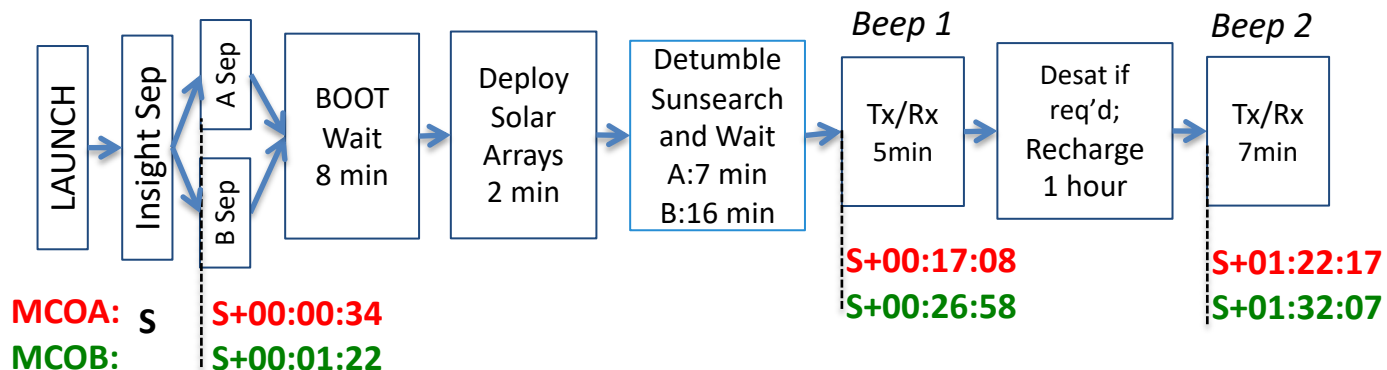 LAUNCH
Insight Sep
A Sep
B Sep
BOOT
Wait
8 min
Deploy
Solar
Arrays
2 min
Detumble
Sunsearch
and Wait
A:7 min
B:16 min
Beep 1
Tx/Rx
5min
Desat if
req’d;
Recharge
1 hour
Beep 2
Tx/Rx
7min
MCOA:
MCOB:
S
S+00:00:34
S+00:01:22
S+00:17:08
S+00:26:58
S+01:22:17
S+01:32:07